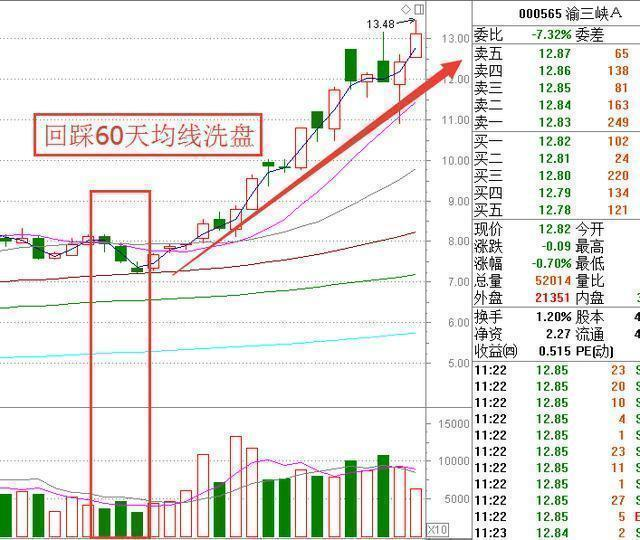 000565 渝三峡A
委比 -7.32% 委差
卖五 12.87 65
卖四 12.86 138
卖三 12.85 81
卖二 12.84 163
卖一 12.83 249
买一 12.82 102
买二 12.81 24
买三 12.80 220
买四 12.79 134
买五 12.78 121
现价 12.82 今开
涨跌 -0.09 最高
涨幅 -0.70% 最低
总量 52014 量比
外盘 21351 内盘
换手 1.20% 股本 4
净资 2.27 流通 4
收益㈣ 0.515 PE(动)
11:22 12.85 23 S
11:22 12.85 20 S
11:22 12.85 10 S
11:22 12.85 4 S
11:22 12.85 1 S
11:22 12.85 23 S
11:22 12.85 11 S
11:22 12.85 1 S
11:22 12.85 27 S
11:22 12.85 5
11:23 12.84 2 S
13.48
13.00
12.00
11.00
10.00
9.00
8.00
7.00
6.00
5.00
回踩60天均线洗盘
15000
10000
5000
X10